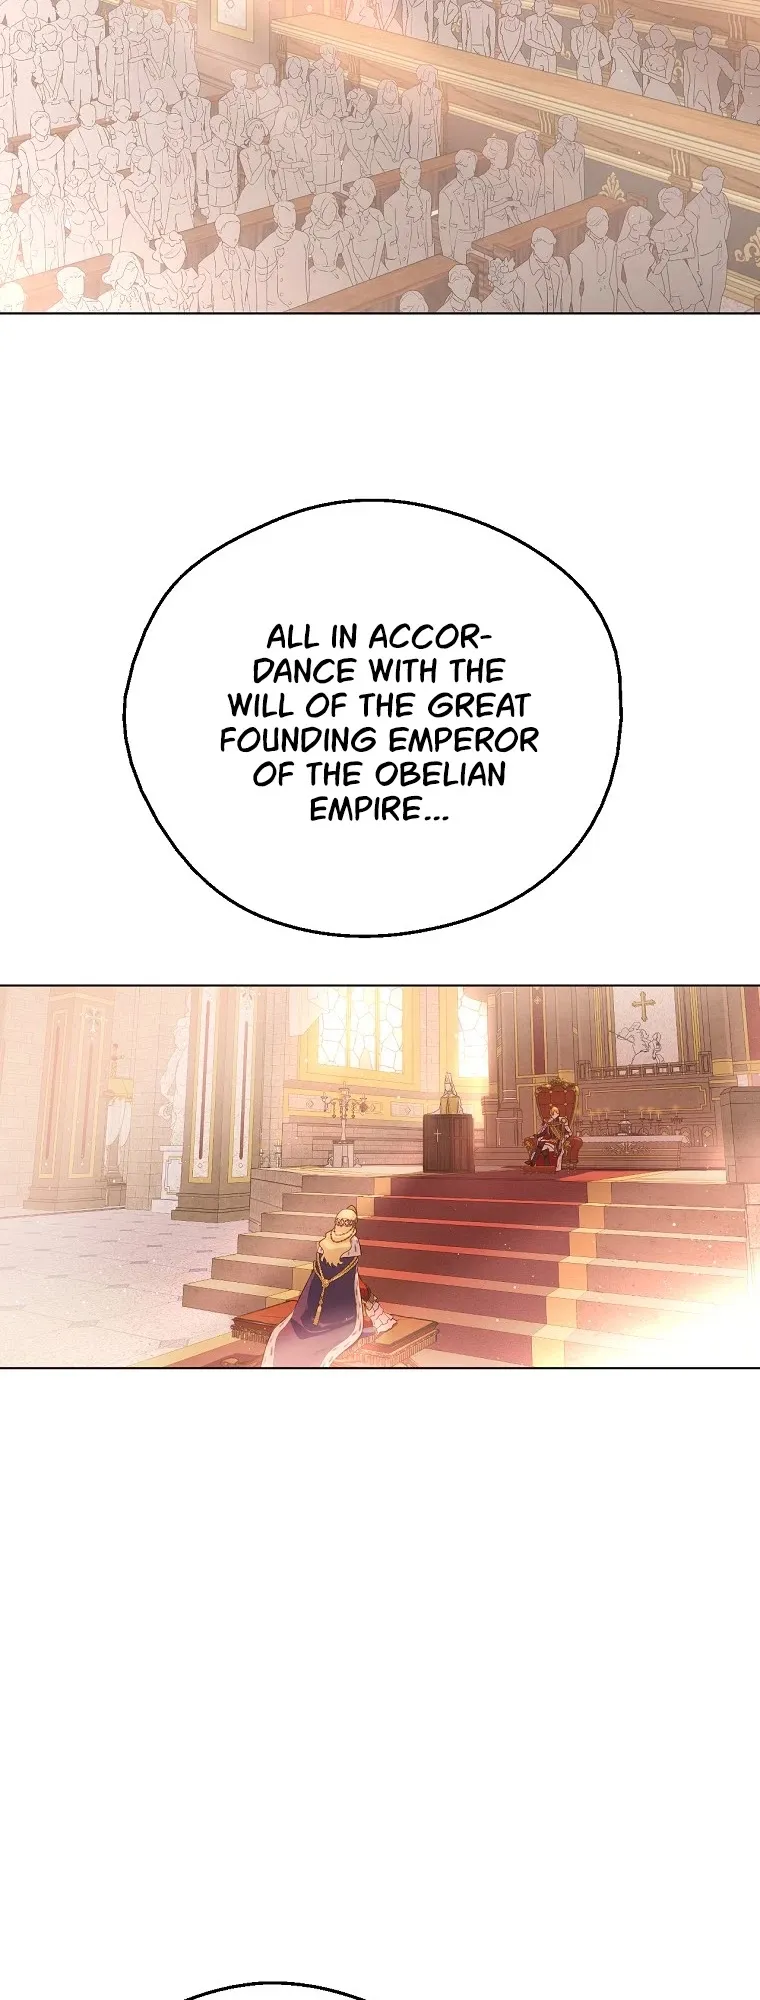 ALL IN ACCOR-
DANCE WITH THE
WILL OF THE GREAT
FOUNDING EMPEROR
OF THE OBELIAN
EMPIRE...